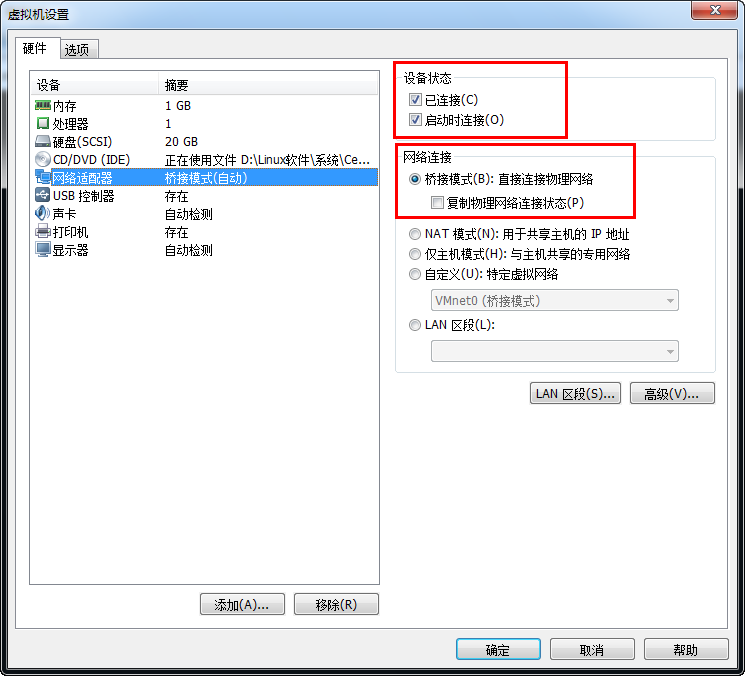 虚拟机设置
硬件 选项
设备 摘要
内存 1 GB
处理器 1
硬盘(SCSI) 20 GB
CD/DVD (IDE) 正在使用文件 D:\Linux软件\系统\Ce...
网络适配器 桥接模式(自动)
USB 控制器 存在
声卡 自动检测
打印机 存在
显示器 自动检测
添加(A)... 移除(R)
设备状态
已连接(C)
启动时连接(O)
网络连接
桥接模式(B): 直接连接物理网络
复制物理网络连接状态(P)
NAT 模式(N): 用于共享主机的 IP 地址
仅主机模式(H): 与主机共享的专用网络
自定义(U): 特定虚拟网络
VMnet0 (桥接模式)
LAN 区段(L):
LAN 区段(S)... 高级(V)...
确定 取消 帮助